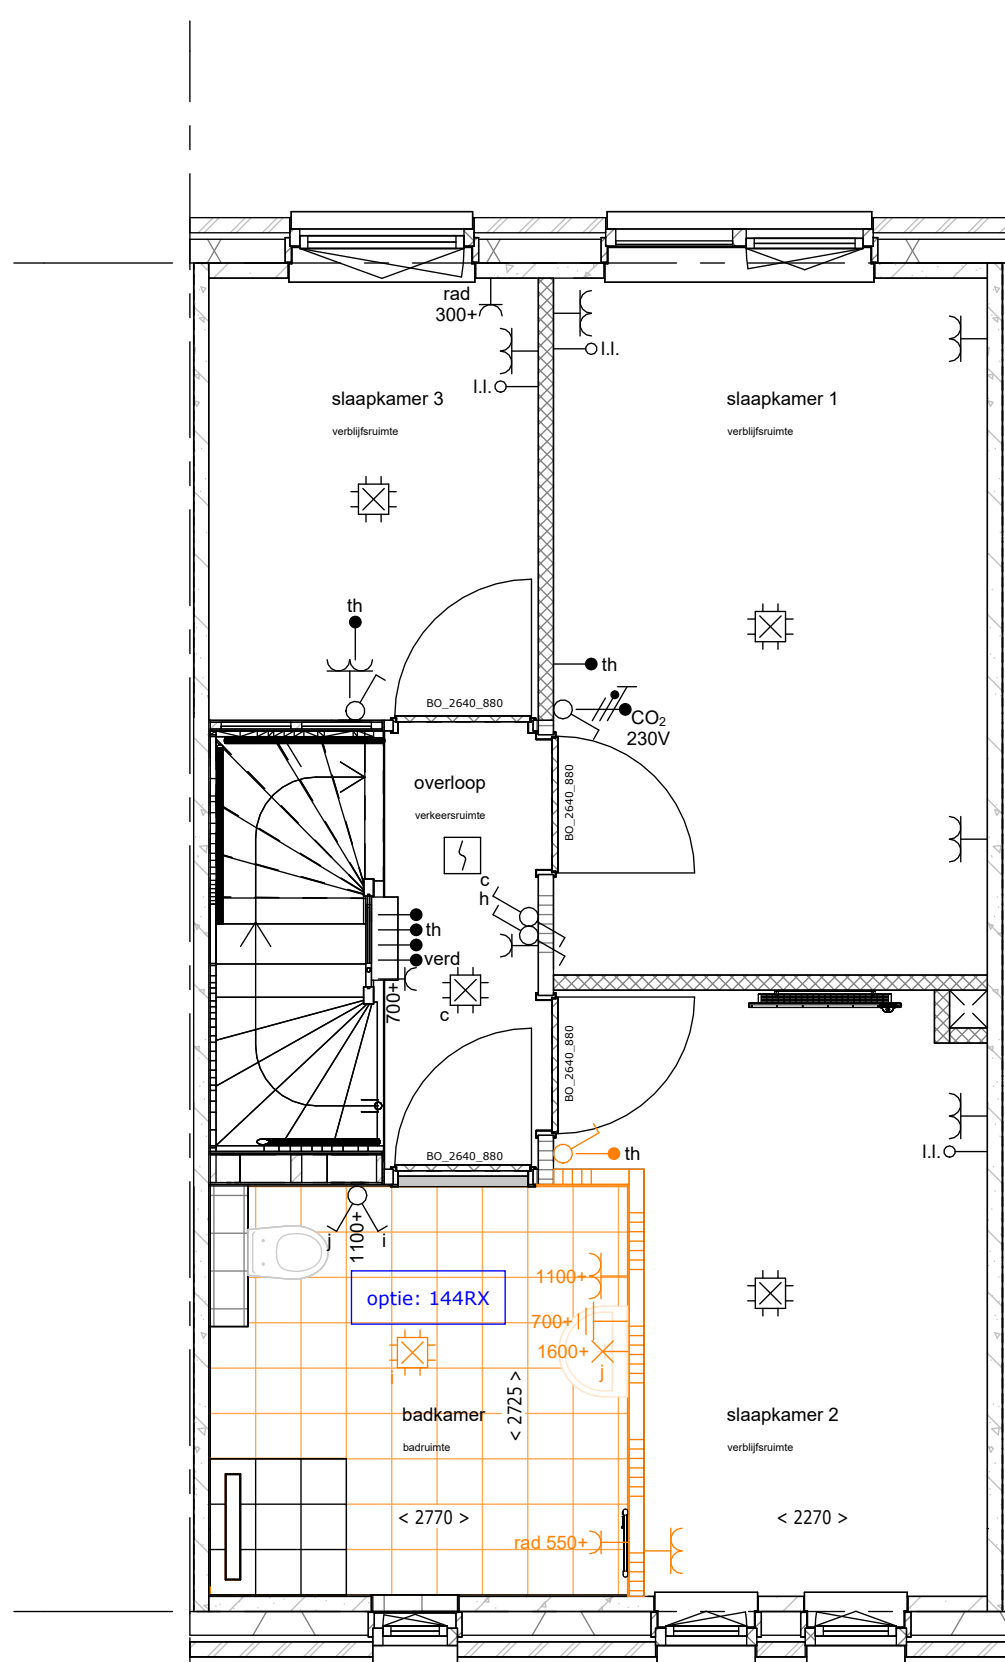 rad
300+
l.l.
l.l.
slaapkamer 3
verblijfsruimte
slaapkamer 1
verblijfsruimte
th
th
BO_2640_880
CO2
230V
overloop
verkeersruimte
BO_2640_880
c
h
th
verd
700+
c
BO_2640_880
BO_2640_880
th
l.l.
j
1100+
i
1100+
optie: 144RX
700+
1600+
j
i
badkamer
badruimte
< 2725 >
slaapkamer 2
verblijfsruimte
< 2770 >
< 2270 >
rad 550+